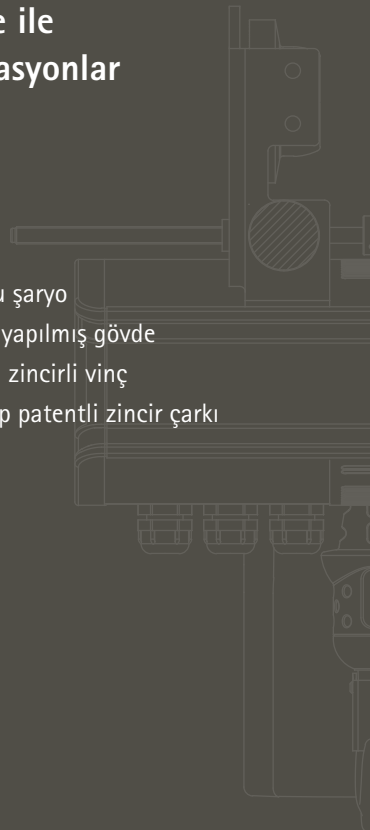 ile
asyonlar
şaryo
yapılmış gövde
zincirli vinç
patentli zincir çarkı